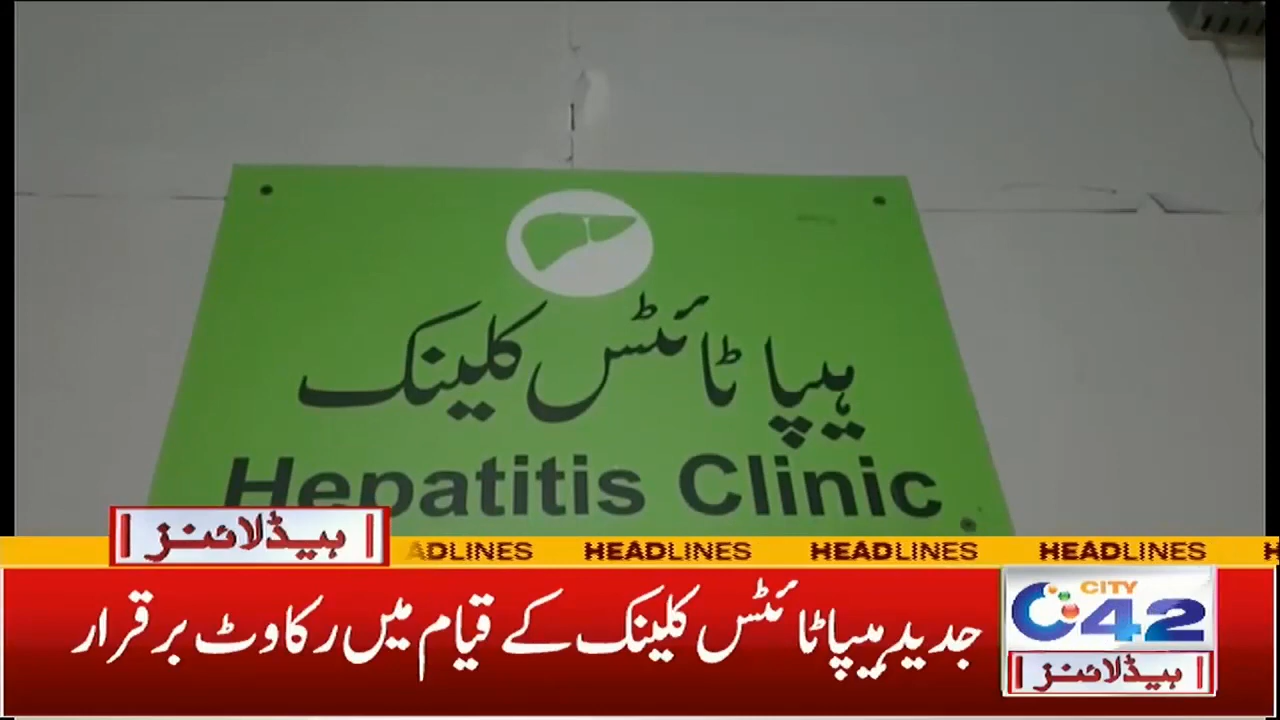 ہیپاٹائٹس کلینک
Hepatitis Clinic
ہیڈلائنز
ADLINES HEADLINES HEADLINES HEADLINES H
جدید ہیپاٹائٹس کلینک کے قیام میں رکاوٹ برقرار
CITY
42
ہیڈلائنز